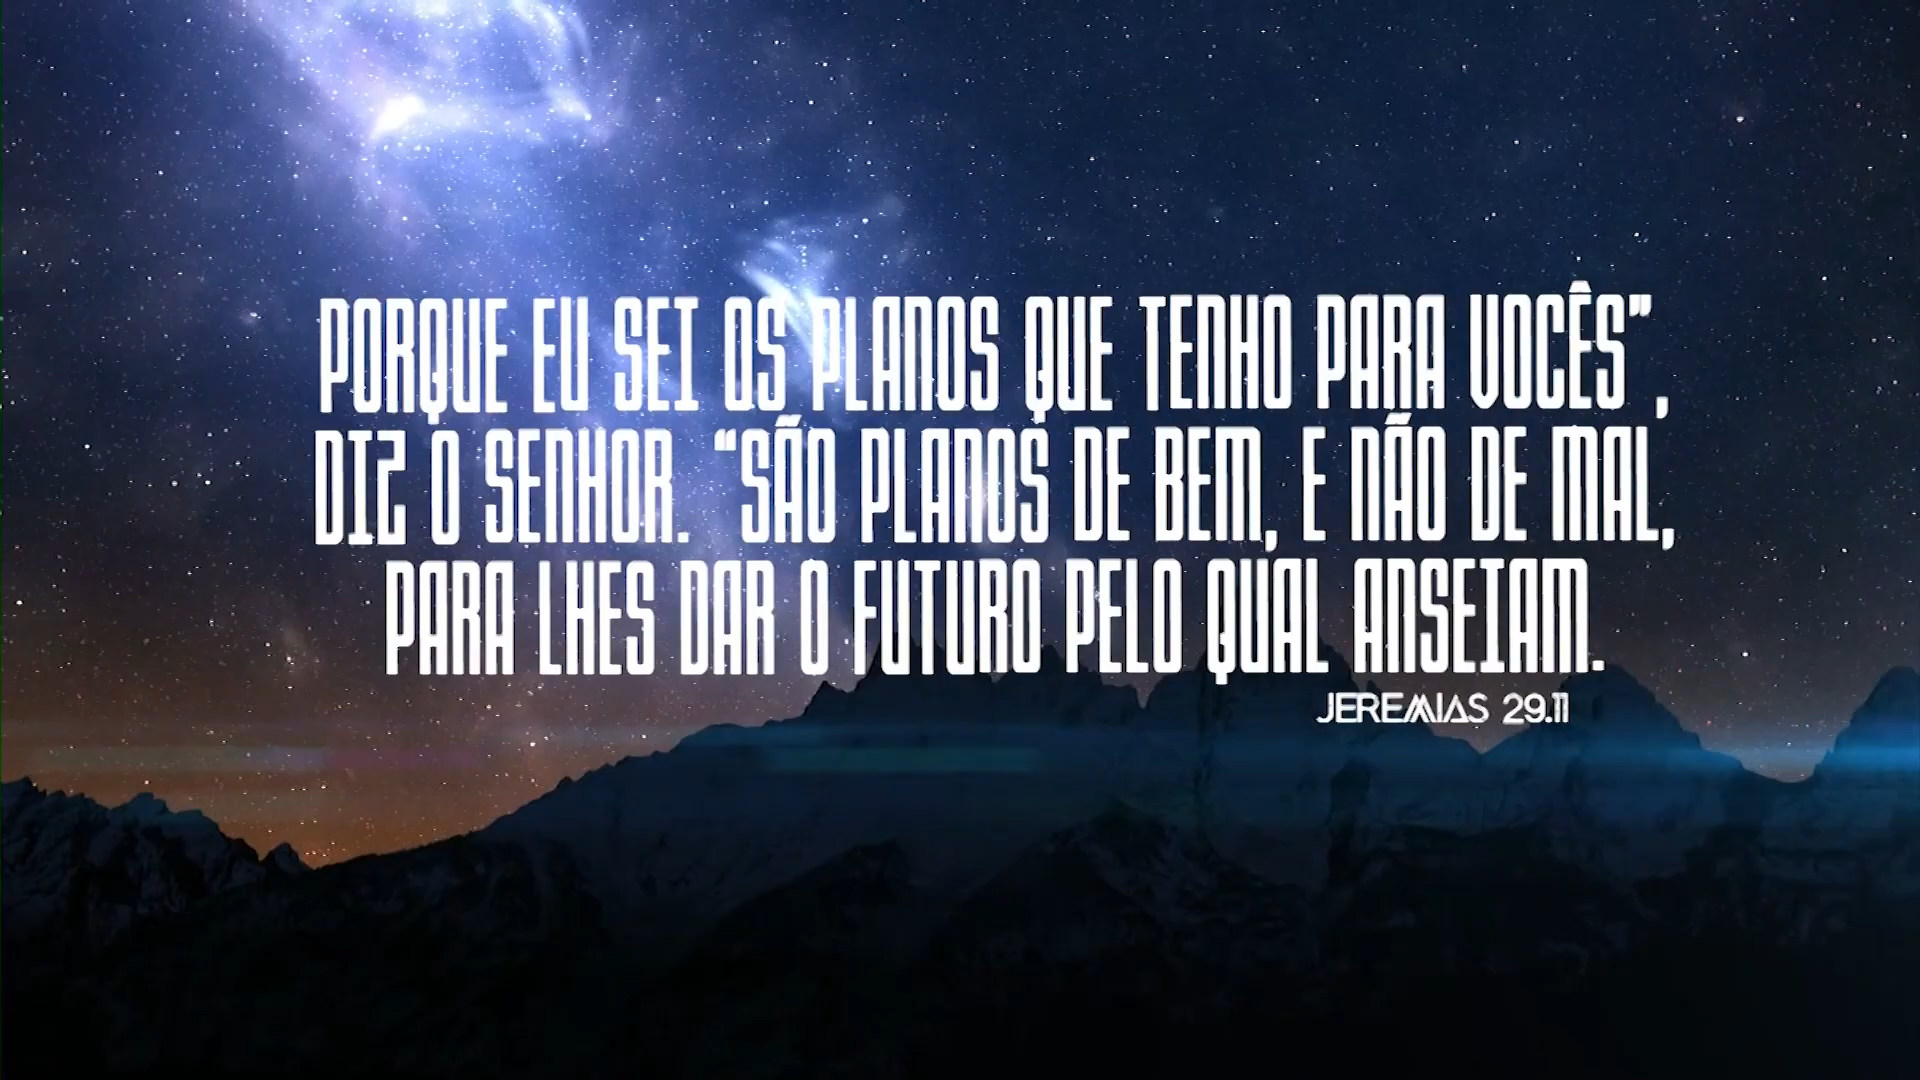 PORQUE EU SEI OS PLANOS QUE TENHO PARA VOCÊS",
DIZ O SENHOR. "SÃO PLANOS DE BEM, E NÃO DE MAL,
PARA LHES DAR O FUTURO PELO QUAL ANSEIAM.
JEREMIAS 29.11